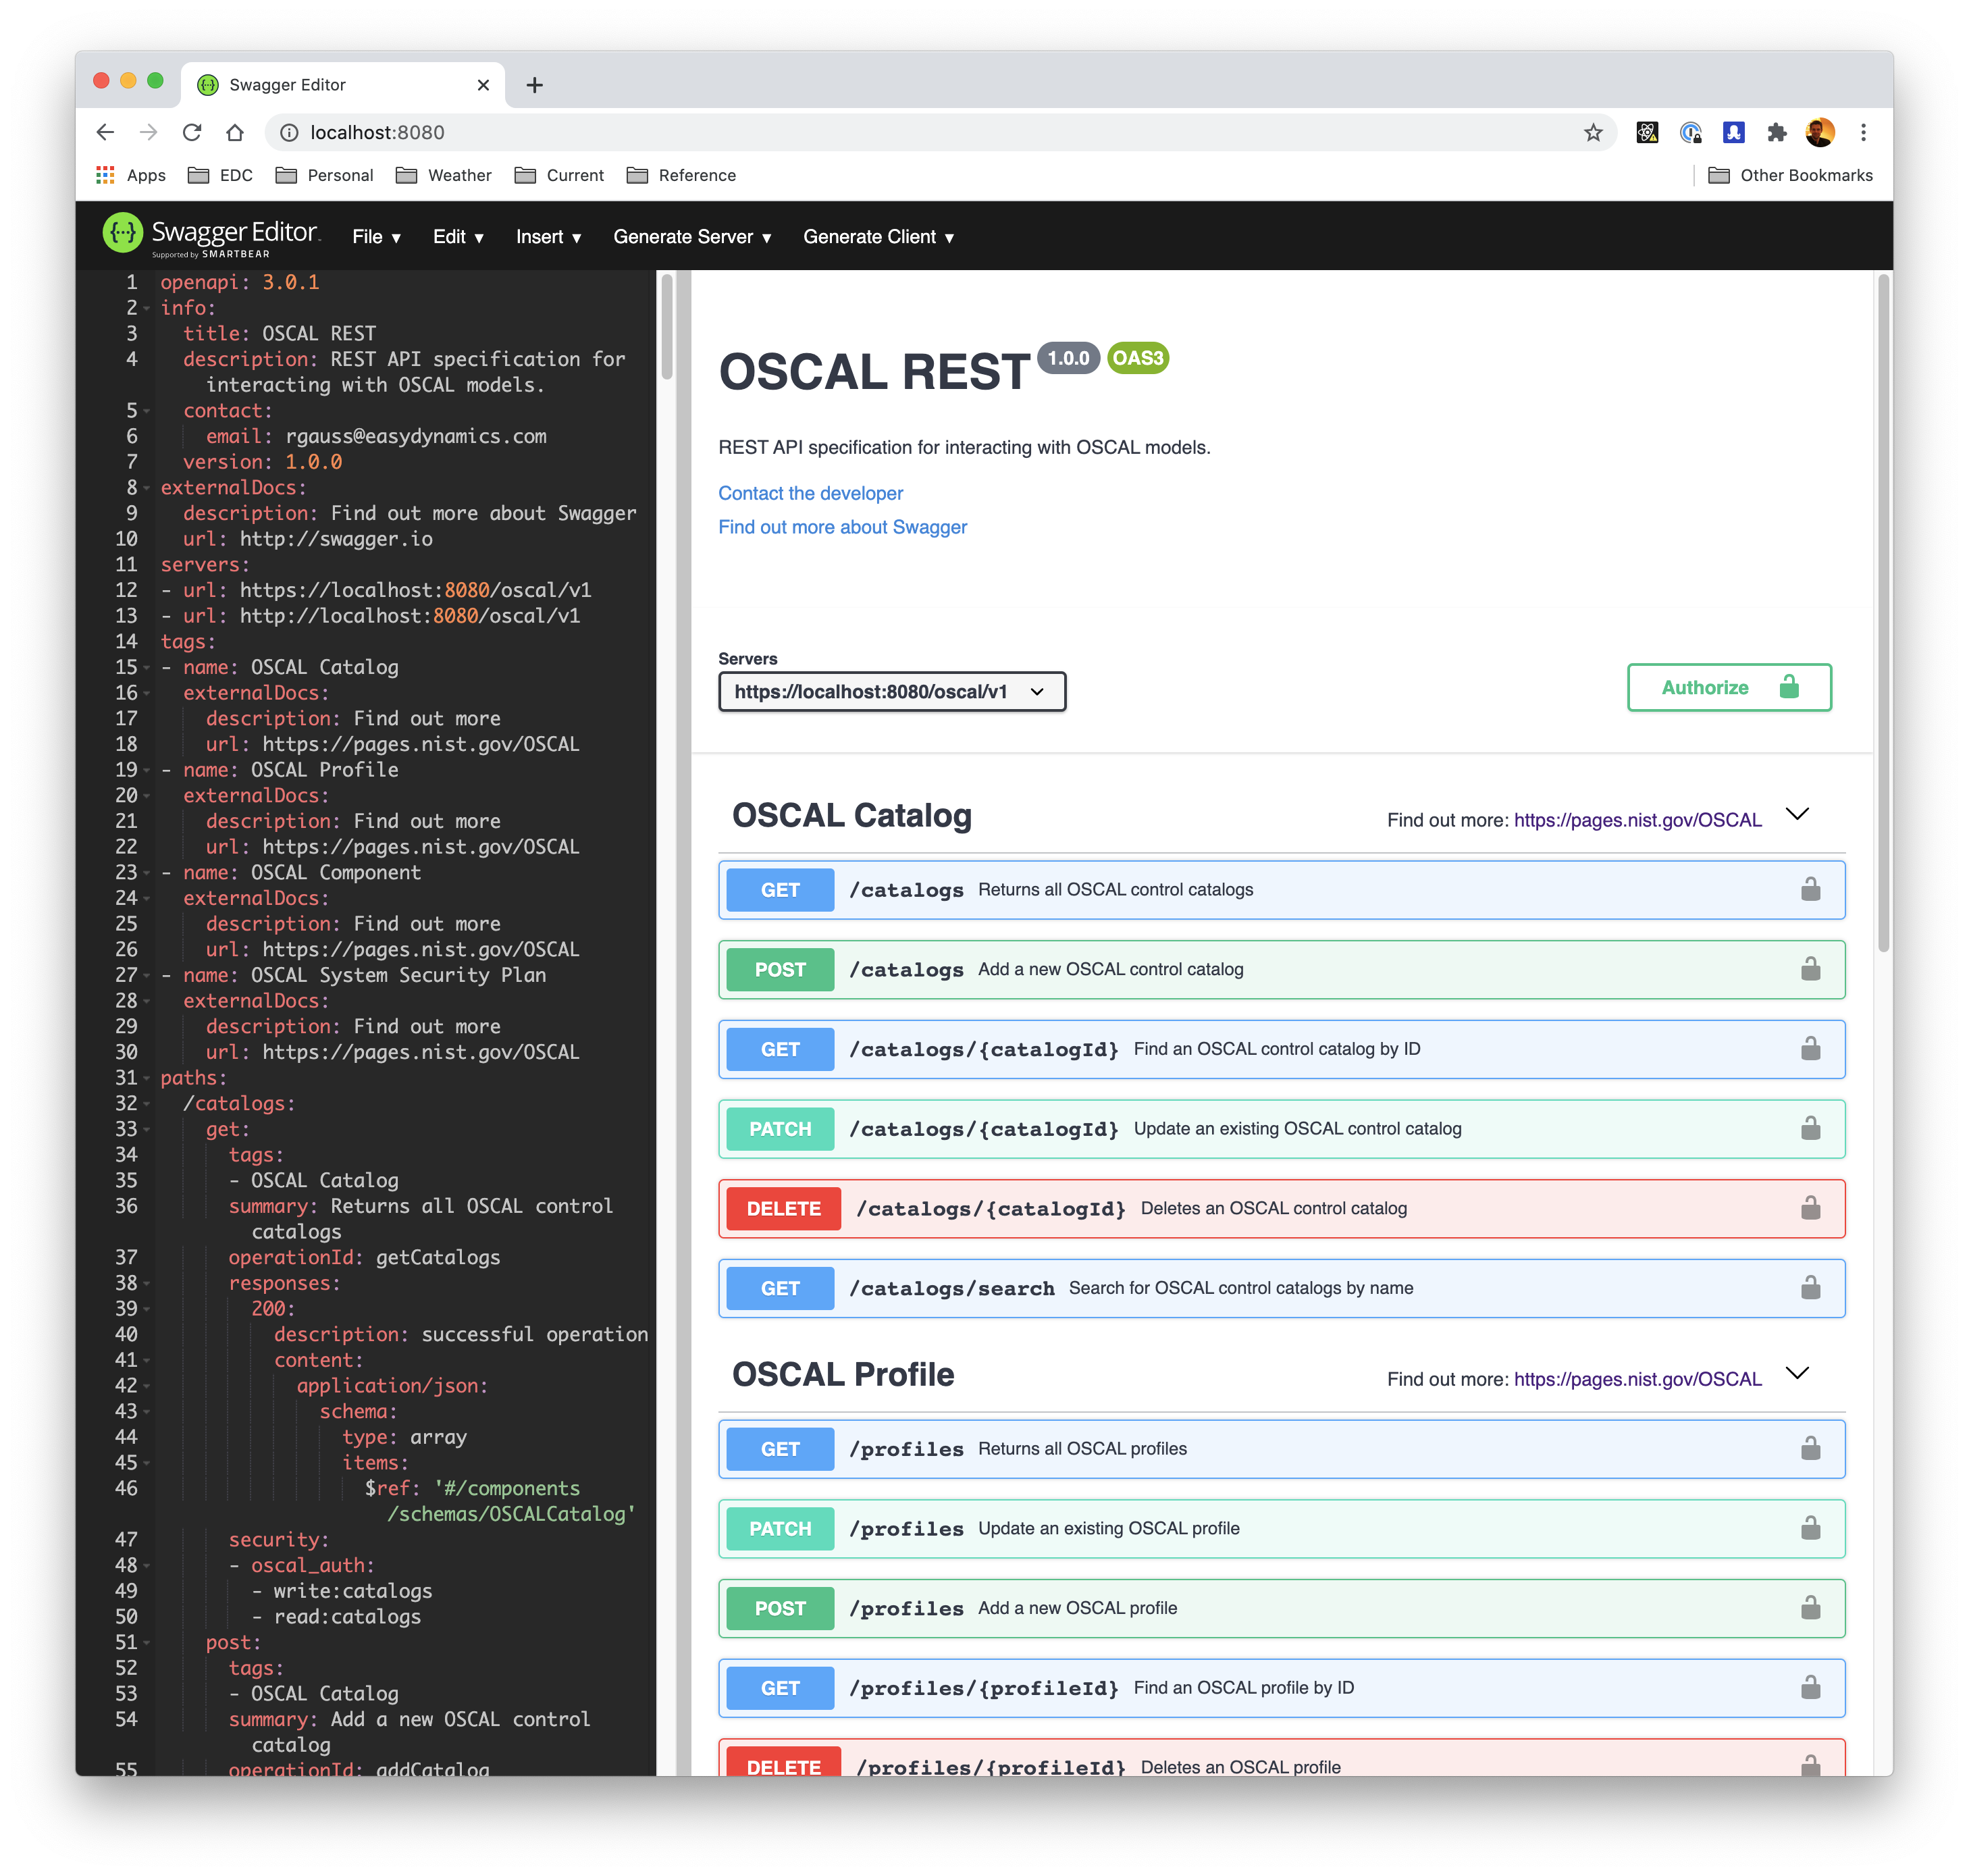 Swagger Editor
localhost:8080
Apps EDC Personal Weather Current Reference Other Bookmarks
Swagger Editor
Supported by SMARTBEAR
File Edit Insert Generate Server Generate Client
1 openapi: 3.0.1
2 info:
3 title: OSCAL REST
4 description: REST API specification for
interacting with OSCAL models.
5 contact:
6 email: rgauss@easydynamics.com
7 version: 1.0.0
8 externalDocs:
9 description: Find out more about Swagger
10 url: http://swagger.io
11 servers:
12 - url: https://localhost:8080/oscal/v1
13 - url: http://localhost:8080/oscal/v1
14 tags:
15 - name: OSCAL Catalog
16 externalDocs:
17 description: Find out more
18 url: https://pages.nist.gov/OSCAL
19 - name: OSCAL Profile
20 externalDocs:
21 description: Find out more
22 url: https://pages.nist.gov/OSCAL
23 - name: OSCAL Component
24 externalDocs:
25 description: Find out more
26 url: https://pages.nist.gov/OSCAL
27 - name: OSCAL System Security Plan
28 externalDocs:
29 description: Find out more
30 url: https://pages.nist.gov/OSCAL
31 paths:
32 /catalogs:
33 get:
34 tags:
35 - OSCAL Catalog
36 summary: Returns all OSCAL control
catalogs
37 operationId: getCatalogs
38 responses:
39 200:
40 description: successful operation
41 content:
42 application/json:
43 schema:
44 type: array
45 items:
46 $ref: '#/components
/schemas/OSCALCatalog'
47 security:
48 - oscal_auth:
49 - write:catalogs
50 - read:catalogs
51 post:
52 tags:
53 - OSCAL Catalog
54 summary: Add a new OSCAL control
catalog
55 operationId: addCatalog
OSCAL REST 1.0.0 OAS3
REST API specification for interacting with OSCAL models.
Contact the developer
Find out more about Swagger
Servers
https://localhost:8080/oscal/v1
Authorize
OSCAL Catalog Find out more: https://pages.nist.gov/OSCAL
GET /catalogs Returns all OSCAL control catalogs
POST /catalogs Add a new OSCAL control catalog
GET /catalogs/{catalogId} Find an OSCAL control catalog by ID
PATCH /catalogs/{catalogId} Update an existing OSCAL control catalog
DELETE /catalogs/{catalogId} Deletes an OSCAL control catalog
GET /catalogs/search Search for OSCAL control catalogs by name
OSCAL Profile Find out more: https://pages.nist.gov/OSCAL
GET /profiles Returns all OSCAL profiles
PATCH /profiles Update an existing OSCAL profile
POST /profiles Add a new OSCAL profile
GET /profiles/{profileId} Find an OSCAL profile by ID
DELETE /profiles/{profileId} Deletes an OSCAL profile